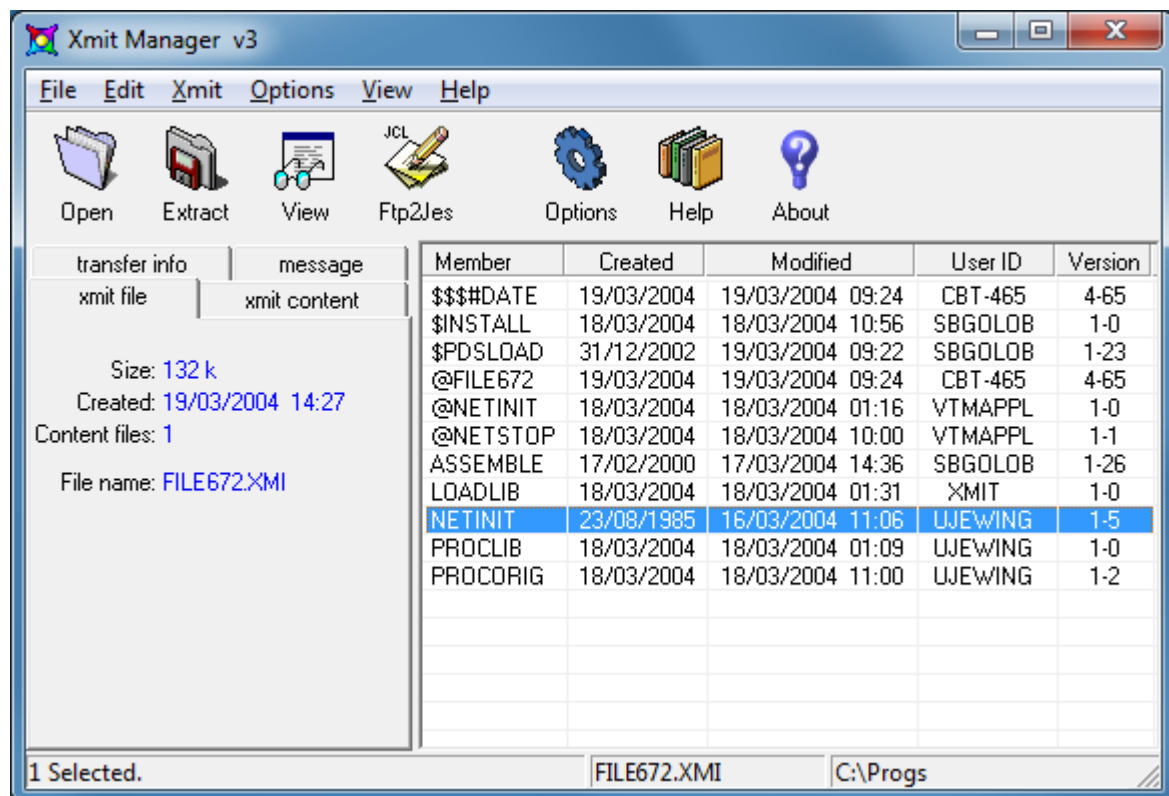 Xmit Manager v3
File Edit Xmit Options View Help
JCL
Open Extract View Ftp2Jes Options Help About
transfer info message
xmit file xmit content
Size: 132 k
Created: 19/03/2004 14:27
Content files: 1
File name: FILE672.XMI
Member Created Modified User ID Version
$$$#DATE 19/03/2004 19/03/2004 09:24 CBT-465 4-65
$INSTALL 18/03/2004 18/03/2004 10:56 SBGOLOB 1-0
$PDSLOAD 31/12/2002 19/03/2004 09:22 SBGOLOB 1-23
@FILE672 19/03/2004 19/03/2004 09:24 CBT-465 4-65
@NETINIT 18/03/2004 18/03/2004 01:16 VTMAPPL 1-0
@NETSTOP 18/03/2004 18/03/2004 10:00 VTMAPPL 1-1
ASSEMBLE 17/02/2000 17/03/2004 14:36 SBGOLOB 1-26
LOADLIB 18/03/2004 18/03/2004 01:31 XMIT 1-0
NETINIT 23/08/1985 16/03/2004 11:06 UJEWING 1-5
PROCLIB 18/03/2004 18/03/2004 01:09 UJEWING 1-0
PROCORIG 18/03/2004 18/03/2004 11:00 UJEWING 1-2
1 Selected. FILE672.XMI C:\Progs